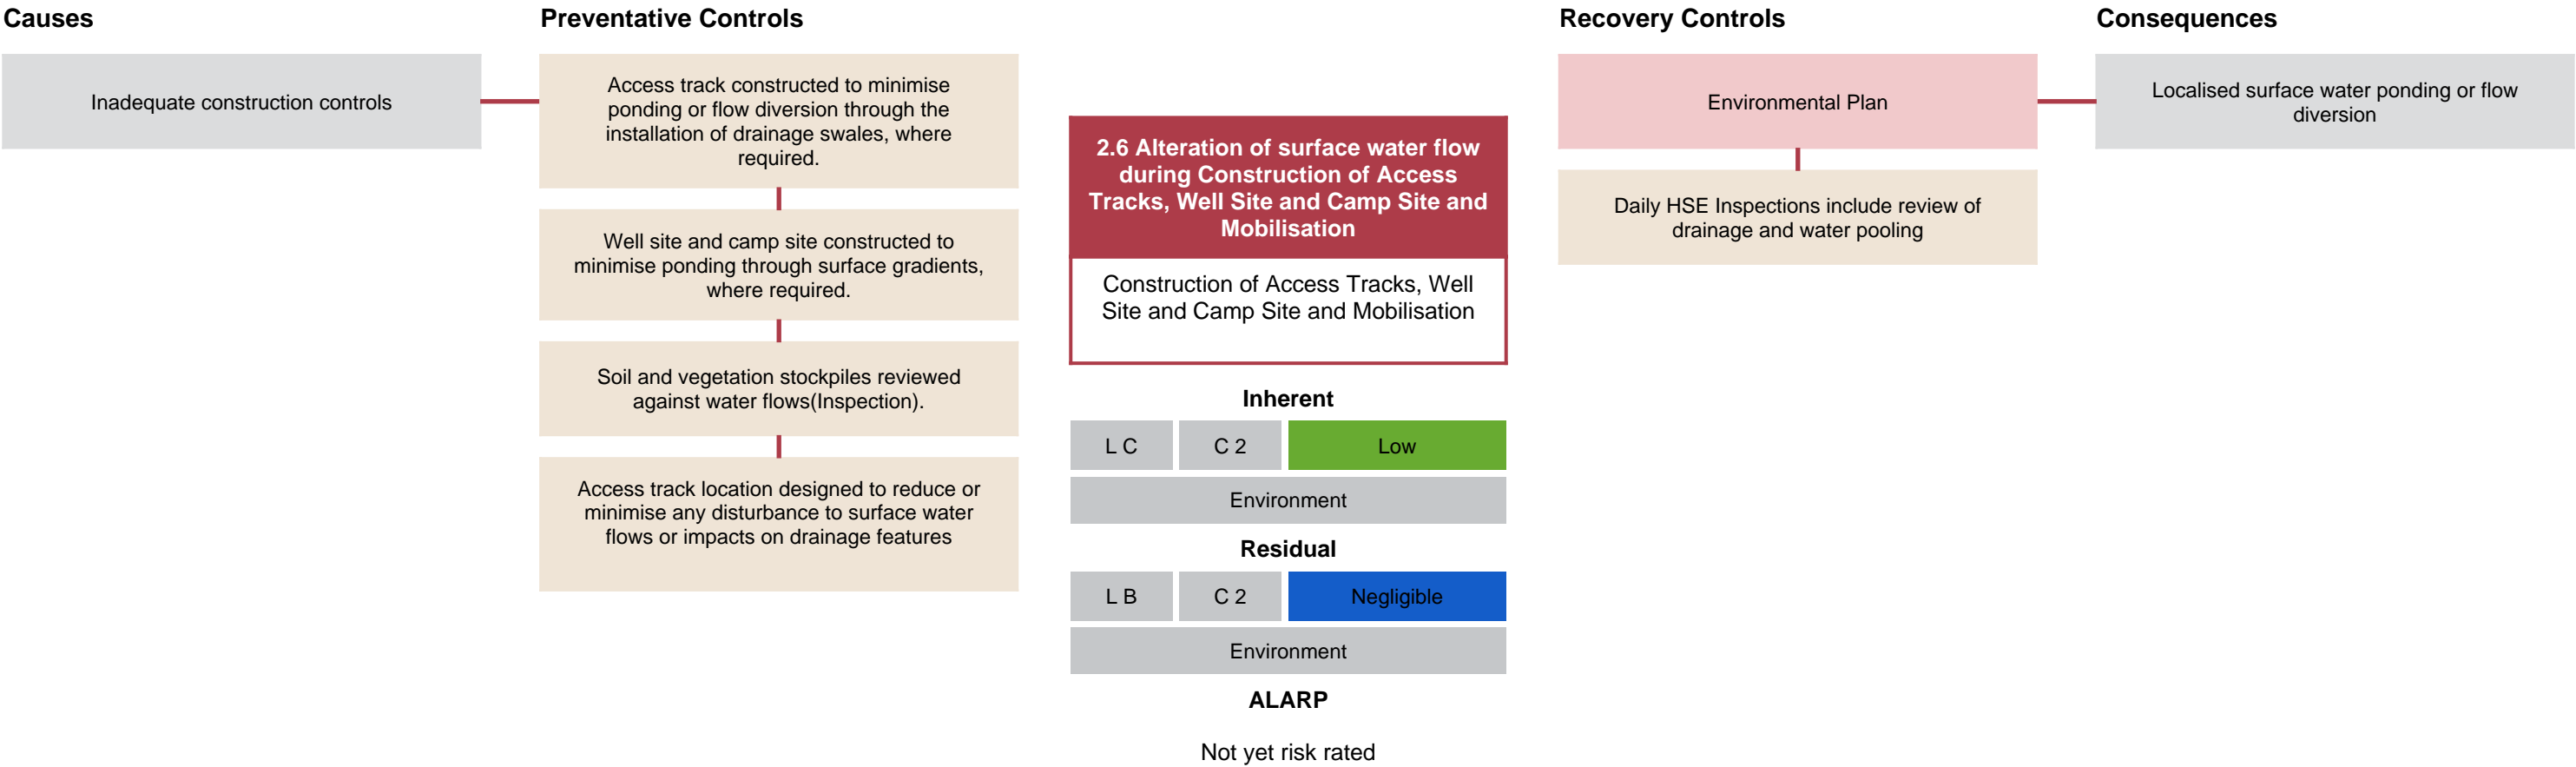 Causes
Inadequate construction controls
Preventative Controls
Access track constructed to minimise
ponding or flow diversion through the
installation of drainage swales, where
required.
Well site and camp site constructed to
minimise ponding through surface gradients,
where required.
Soil and vegetation stockpiles reviewed
against water flows(Inspection).
Access track location designed to reduce or
minimise any disturbance to surface water
flows or impacts on drainage features
2.6 Alteration of surface water flow
during Construction of Access
Tracks, Well Site and Camp Site and
Mobilisation
Construction of Access Tracks, Well
Site and Camp Site and Mobilisation
Inherent
L C
C 2
Low
Environment
Residual
L B
C 2
Negligible
Environment
ALARP
Not yet risk rated
Recovery Controls
Environmental Plan
Daily HSE Inspections include review of
drainage and water pooling
Consequences
Localised surface water ponding or flow
diversion